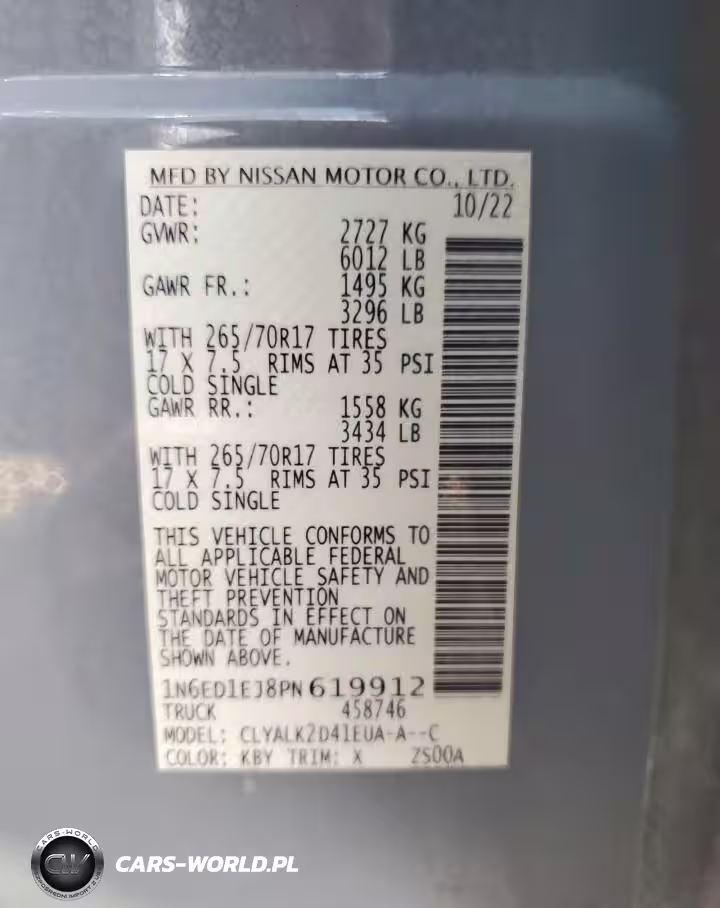 MFD BY NISSAN MOTOR CO., LTD.
DATE: 10/22
GVWR: 2727 KG
6012 LB
GAWR FR.: 1495 KG
3296 LB
WITH 265/70R17 TIRES
17 X 7.5 RIMS AT 35 PSI
COLD SINGLE
GAWR RR.: 1558 KG
3434 LB
WITH 265/70R17 TIRES
17 X 7.5 RIMS AT 35 PSI
COLD SINGLE
THIS VEHICLE CONFORMS TO
ALL APPLICABLE FEDERAL
MOTOR VEHICLE SAFETY AND
THEFT PREVENTION
STANDARDS IN EFFECT ON
THE DATE OF MANUFACTURE
SHOWN ABOVE.
1N6ED1EJ8PN619912
TRUCK 458746
MODEL: CLYALK2D41EUA-A--C
COLOR: KBY TRIM: X ZS00A
CARS-WORLD
CW
CARS-WORLD.PL